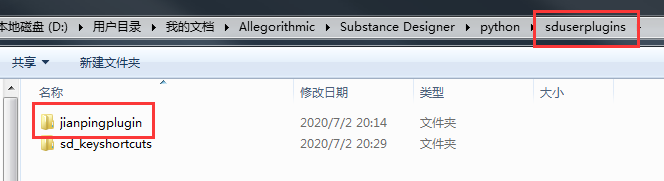 本地磁盘 (D:) ▸ 用户目录 ▸ 我的文档 ▸ Allegorithmic ▸ Substance Designer ▸ python ▸ sduserplugins
共享 ▼ 新建文件夹
名称 修改日期 类型 大小
jianpingplugin 2020/7/2 20:14 文件夹
sd_keyshortcuts 2020/7/2 20:29 文件夹